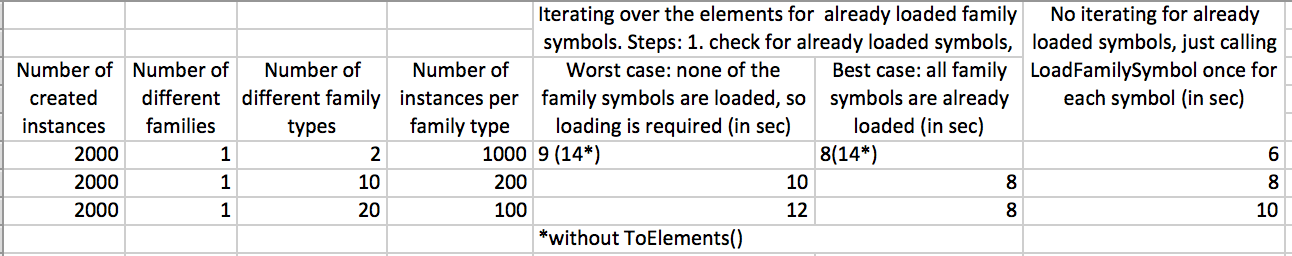 Iterating over the elements for already loaded family No iterating for already
symbols. Steps: 1. check for already loaded symbols, loaded symbols, just calling
Number of Number of Number of Number of Worst case: none of the Best case: all family LoadFamilySymbol once for
created different different family instances per family symbols are loaded, so symbols are already each symbol (in sec)
instances families types family type loading is required (in sec) loaded (in sec)
2000 1 2 1000 9 (14*) 8(14*) 6
2000 1 10 200 10 8 8
2000 1 20 100 12 8 10
*without ToElements()